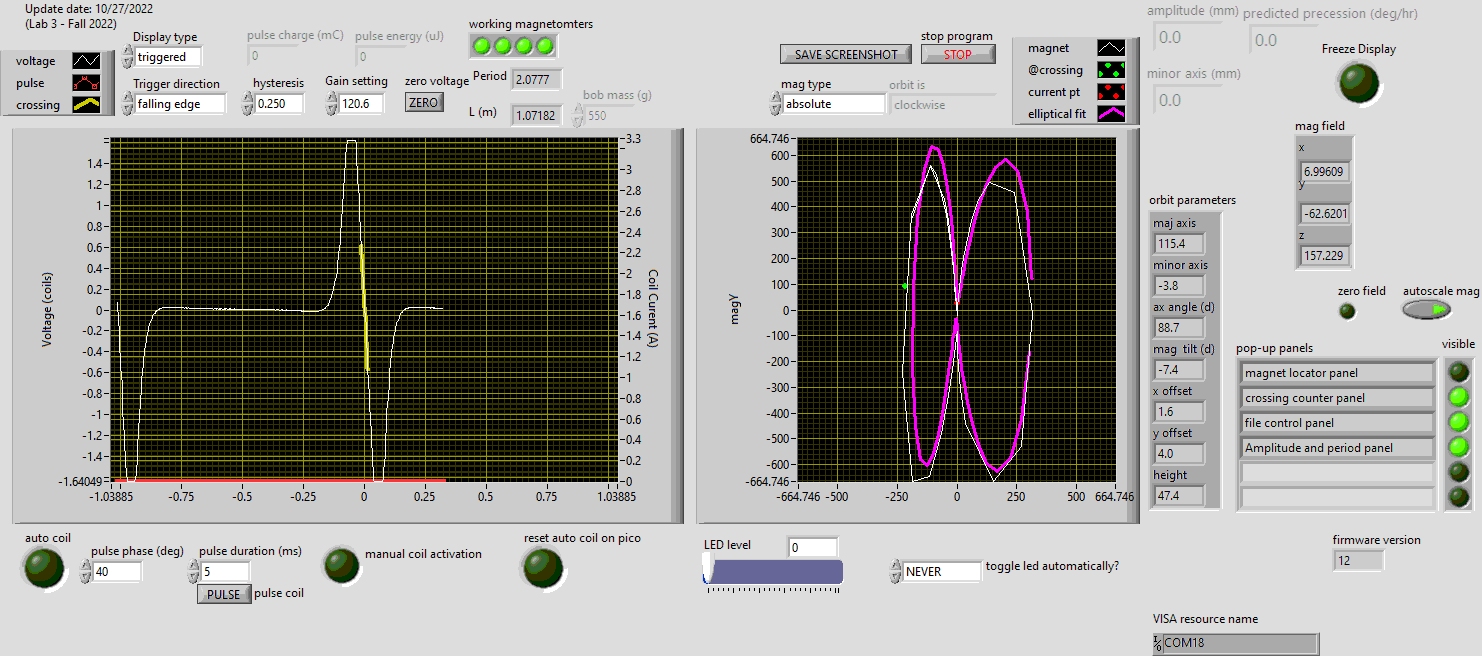 Update date: 10/27/2022
(Lab 3 - Fall 2022)
voltage
pulse
crossing
Display type
triggered
Trigger direction
falling edge
pulse charge (mC)
0
pulse energy (uJ)
0
hysteresis
0.250
Gain setting
120.6
zero voltage
ZERO
working magnetomters
Period
2.0777
L (m)
1.07182
bob mass (g)
550
stop program
SAVE SCREENSHOT
STOP
mag type
absolute
orbit is
clockwise
magnet
@crossing
current pt
elliptical fit
amplitude (mm)
0.0
predicted precession (deg/hr)
0.0
minor axis (mm)
0.0
Freeze Display
mag field
x
6.99609
y
-62.6201
z
157.229
zero field
autoscale mag
Voltage (coils)
1.4
1.2
1
0.8
0.6
0.4
0.2
0
-0.2
-0.4
-0.6
-0.8
-1
-1.2
-1.4
-1.64049
-1.03885
-0.75
-0.5
-0.25
0
0.25
0.5
0.75
1.03885
3.3
3
2.8
2.6
2.4
2.2
2
1.8
1.6
1.4
1.2
1
0.8
0.6
0.4
0.2
0
Coil Current (A)
magy
664.746
600
500
400
300
200
100
0
-100
-200
-300
-400
-500
-600
-664.746
-664.746
-500
-250
0
250
500
664.746
orbit parameters
maj axis
115.4
minor axis
-3.8
ax angle (d)
88.7
mag tilt (d)
-7.4
x offset
1.6
y offset
4.0
height
47.4
pop-up panels
visible
magnet locator panel
crossing counter panel
file control panel
Amplitude and period panel
auto coil
pulse phase (deg)
40
pulse duration (ms)
5
PULSE
pulse coil
manual coil activation
reset auto coil on pico
LED level
0
NEVER
toggle led automatically?
firmware version
12
VISA resource name
COM18